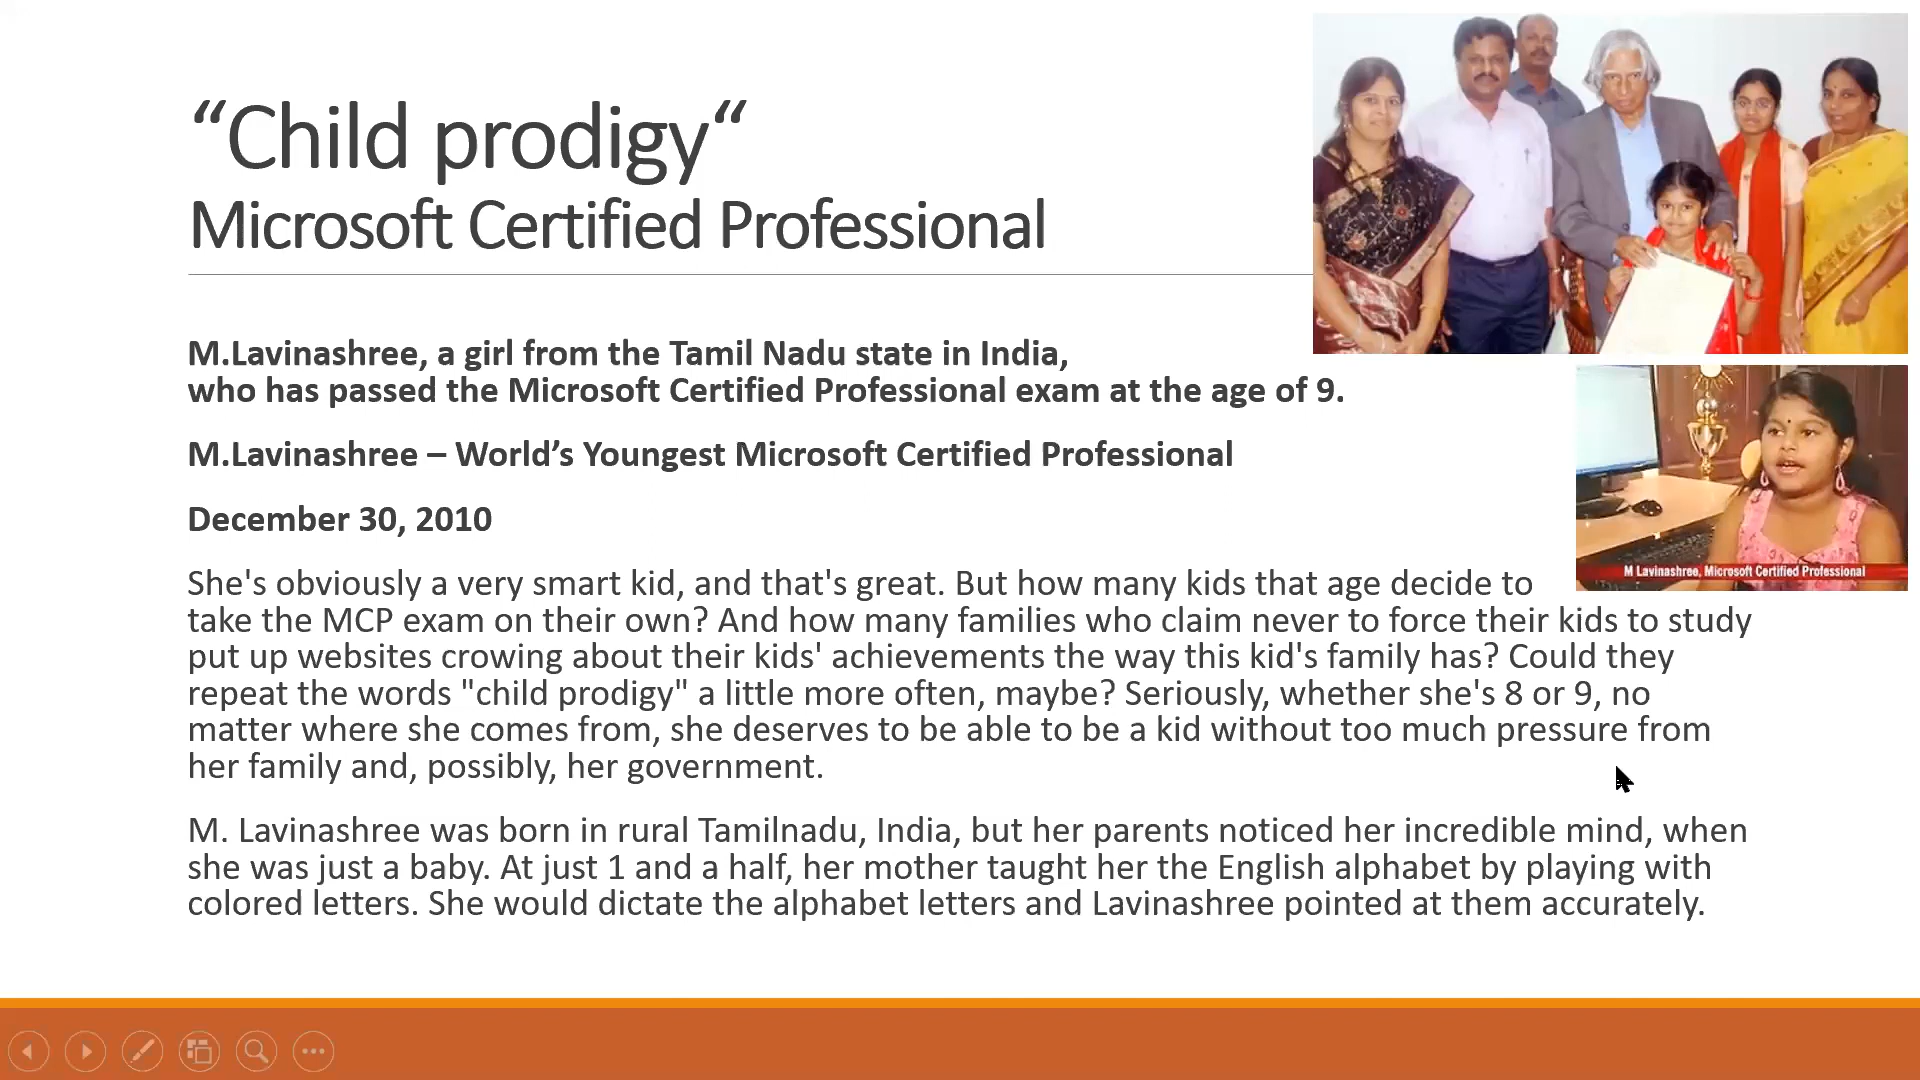 “Child prodigy“
Microsoft Certified Professional
M.Lavinashree, a girl from the Tamil Nadu state in India,
who has passed the Microsoft Certified Professional exam at the age of 9.
M.Lavinashree – World’s Youngest Microsoft Certified Professional
December 30, 2010
She's obviously a very smart kid, and that's great. But how many kids that age decide to
take the MCP exam on their own? And how many families who claim never to force their kids to study
put up websites crowing about their kids' achievements the way this kid's family has? Could they
repeat the words "child prodigy" a little more often, maybe? Seriously, whether she's 8 or 9, no
matter where she comes from, she deserves to be able to be a kid without too much pressure from
her family and, possibly, her government.
M. Lavinashree was born in rural Tamilnadu, India, but her parents noticed her incredible mind, when
she was just a baby. At just 1 and a half, her mother taught her the English alphabet by playing with
colored letters. She would dictate the alphabet letters and Lavinashree pointed at them accurately.
M Lavinashree, Microsoft Certified Professional